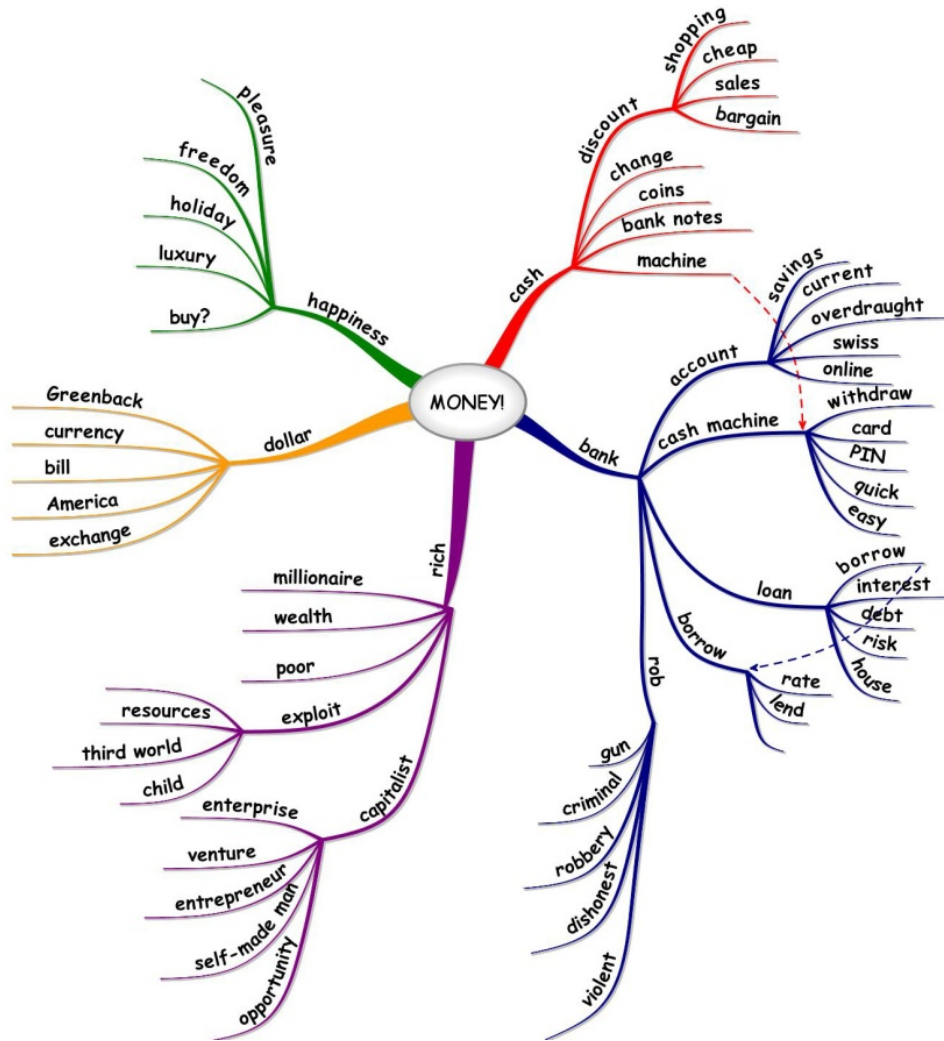 MONEY!
cash
discount
shopping
cheap
sales
bargain
change
coins
bank notes
machine
bank
account
savings
current
overdraught
swiss
online
cash machine
withdraw
card
PIN
quick
easy
loan
borrow
interest
debt
risk
house
borrow
rate
lend
rob
gun
criminal
robbery
dishonest
violent
rich
millionaire
wealth
poor
exploit
resources
third world
child
capitalist
enterprise
venture
entrepreneur
self-made man
opportunity
dollar
Greenback
currency
bill
America
exchange
happiness
pleasure
freedom
holiday
luxury
buy?